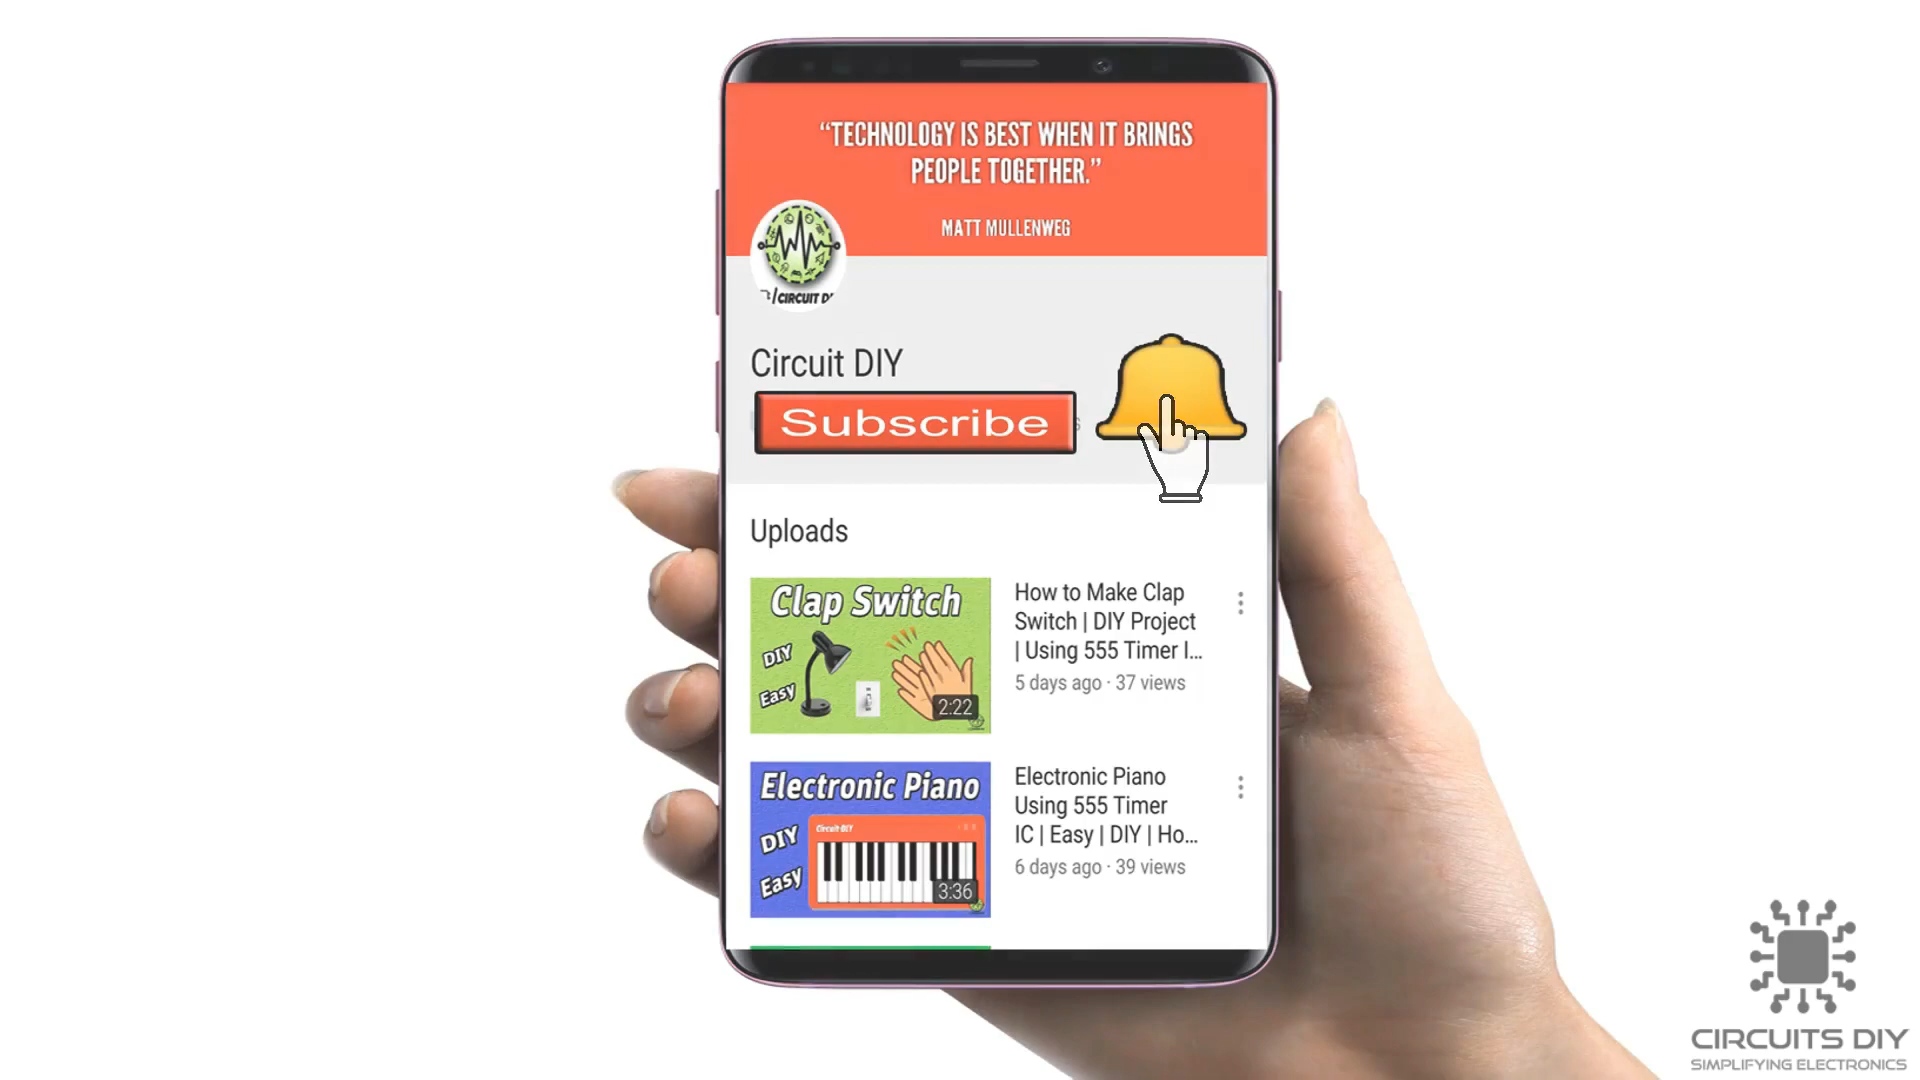 “TECHNOLOGY IS BEST WHEN IT BRINGS
PEOPLE TOGETHER.”
MATT MULLENWEG
/CIRCUIT D
Circuit DIY
Subscribe
Uploads
Clap Switch
DIY
Easy
2:22
How to Make Clap
Switch | DIY Project
| Using 555 Timer I...
5 days ago · 37 views
Electronic Piano
DIY
Easy
Circuit DIY
3:36
Electronic Piano
Using 555 Timer
IC | Easy | DIY | Ho...
6 days ago · 39 views
CIRCUITS DIY
SIMPLIFYING ELECTRONICS